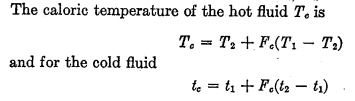 The caloric temperature of the hot fluid T_c is
T_c = T_2 + F_c(T_1 − T_2)
and for the cold fluid
t_c = t_1 + F_c(t_2 − t_1)